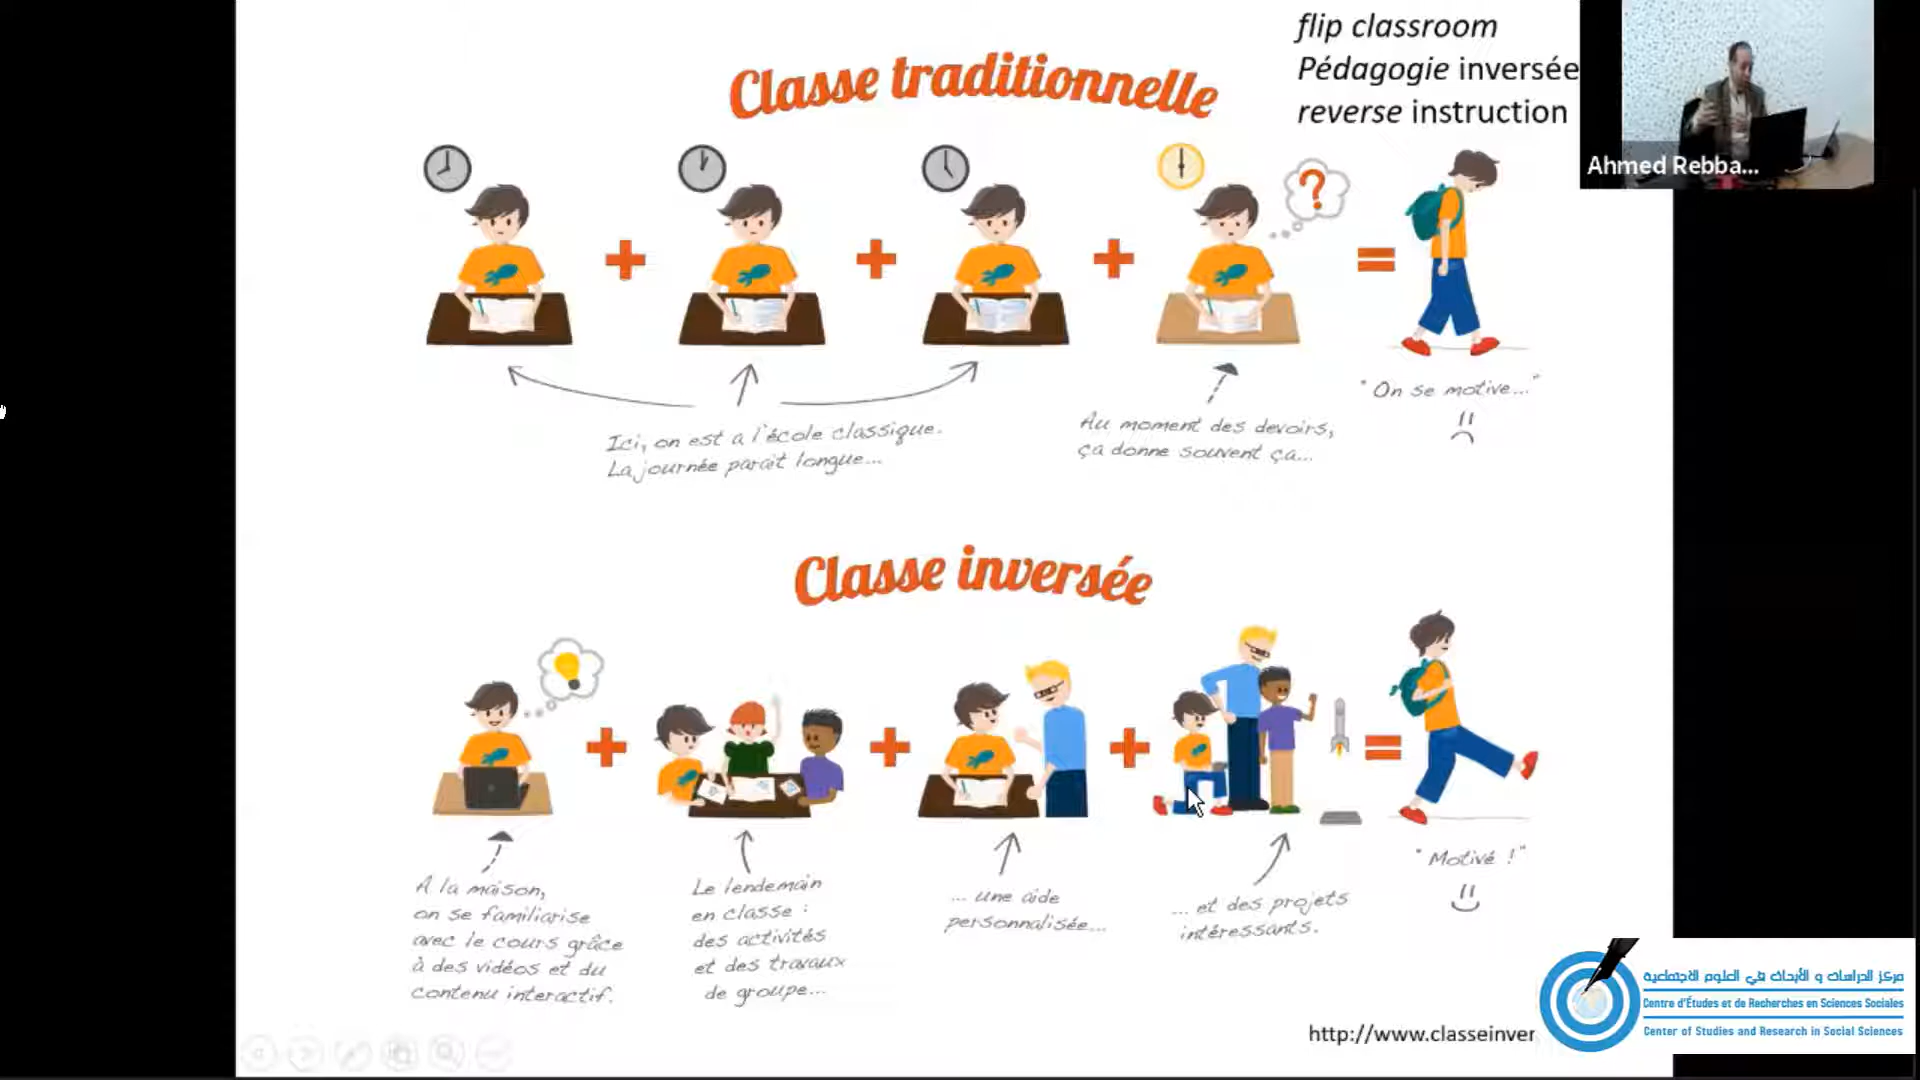 flip classroom
Pédagogie inversée
reverse instruction
Ahmed Rebba...
Classe traditionnelle
Ici, on est a l'école classique.
La journée parait longue...
Au moment des devoirs,
ça donne souvent ça...
" On se motive..."
Classe inversée
A la maison,
on se familiarise
avec le cours grâce
à des vidéos et du
contenu interactif.
Le lendemain
en classe :
des activités
et des travaux
de groupe...
... une aide
personnalisée...
... et des projets
intéressants.
" Motivé ! "
http://www.classeinver
مركز الدراسات و الأبحاث في العلوم الاجتماعية
Centre d'Études et de Recherches en Sciences Sociales
Center of Studies and Research in Social Sciences